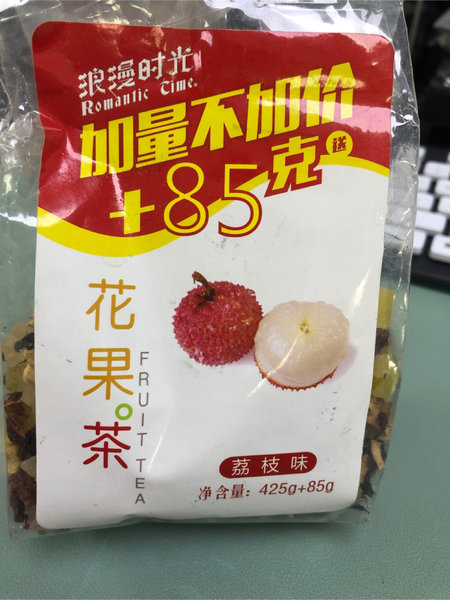 浪漫时光
Romantic Time®
加量不加价
+85克送
花果茶
FRUIT TEA
荔枝味
净含量：425g+85g